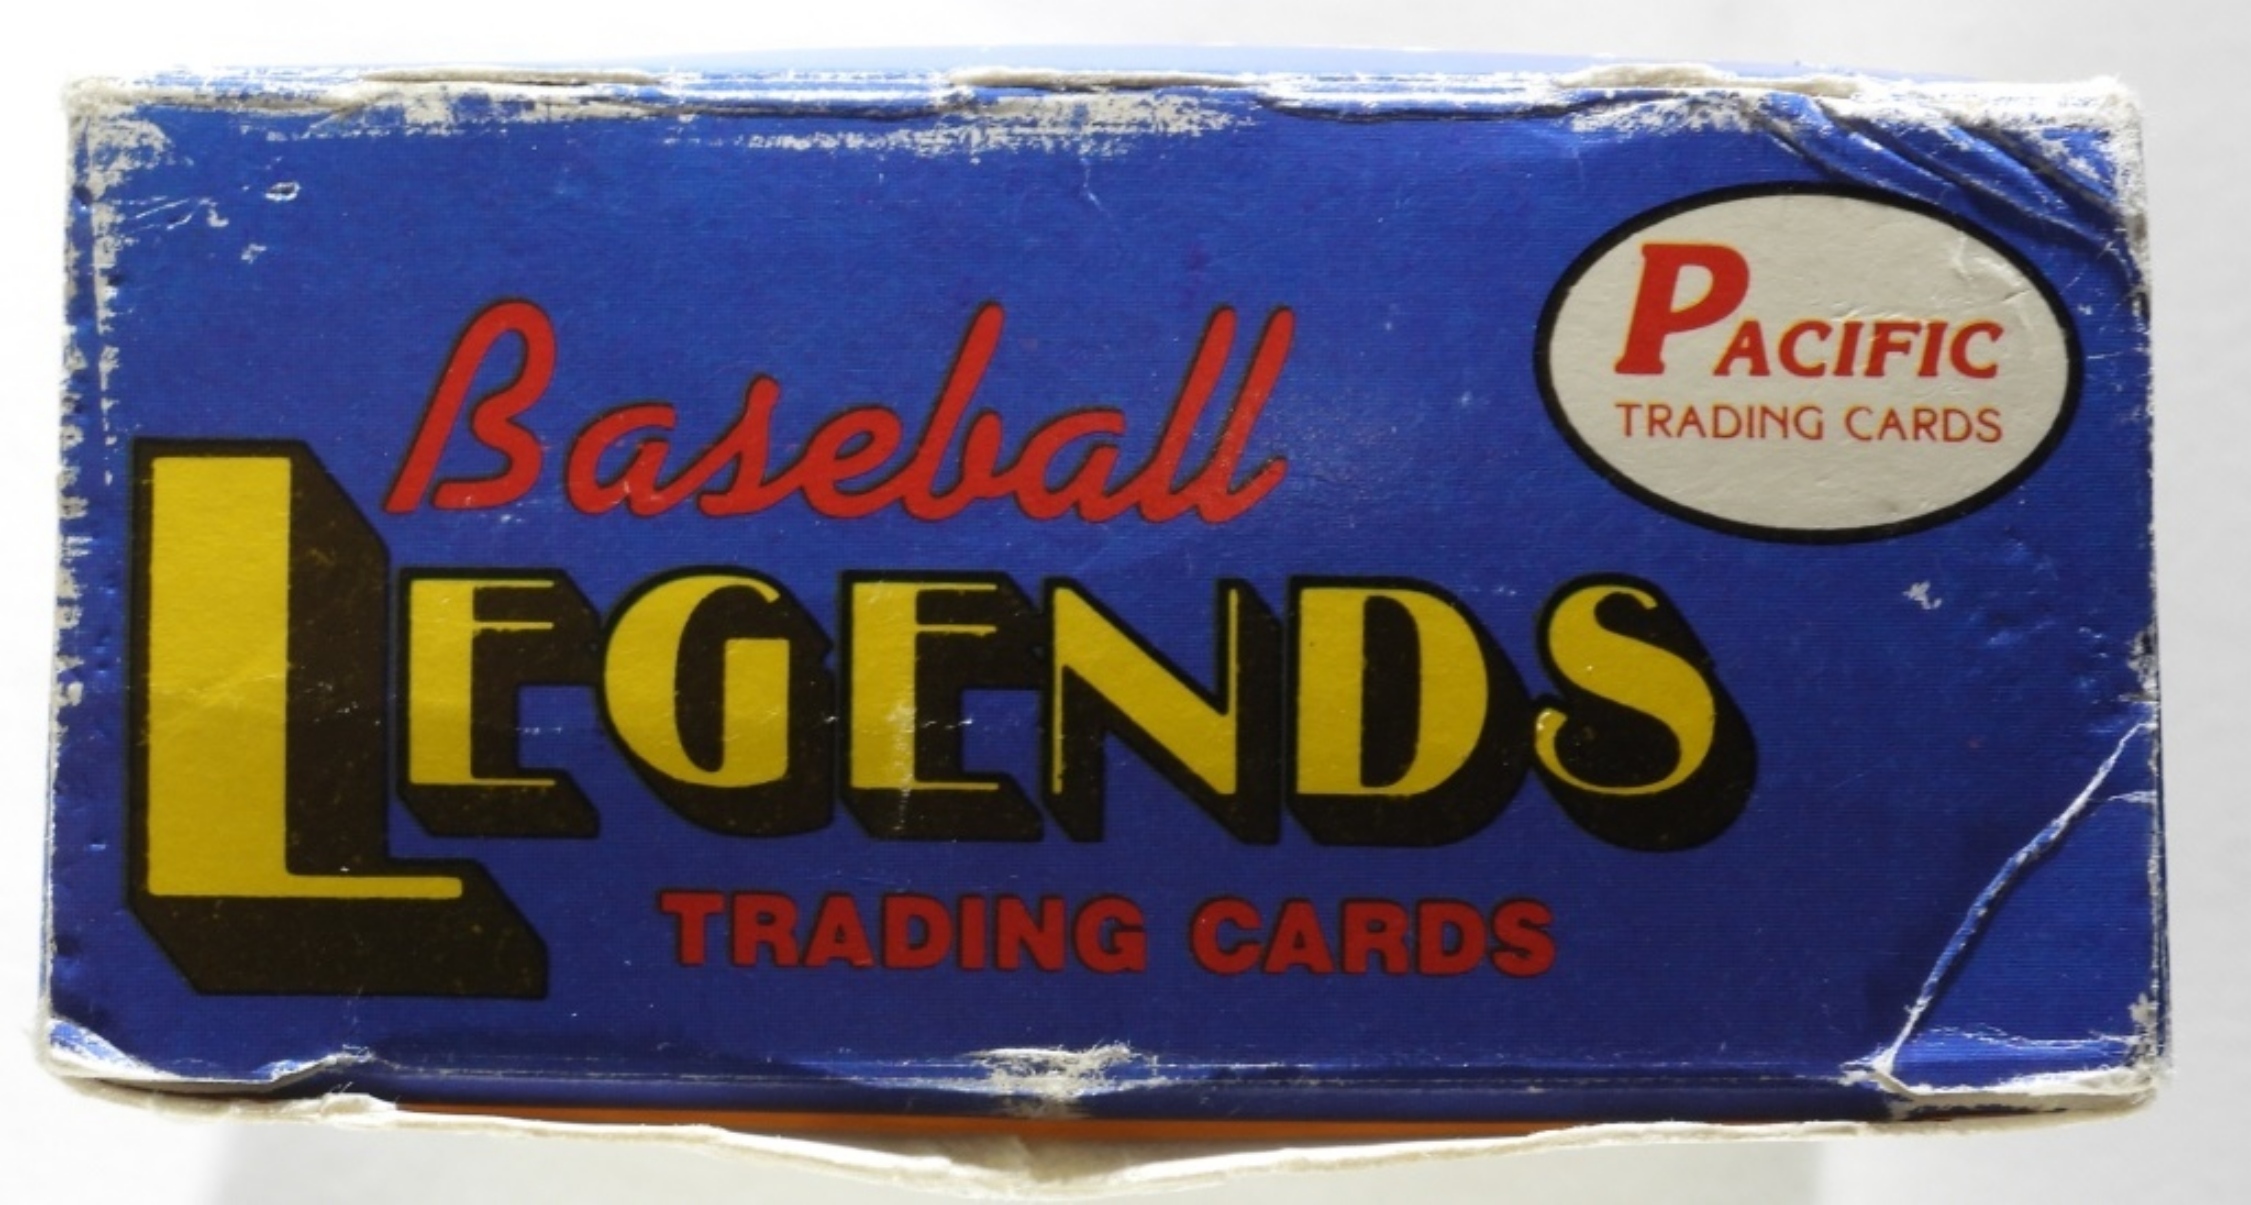 Baseball
LEGENDS
TRADING CARDS
PACIFIC
TRADING CARDS